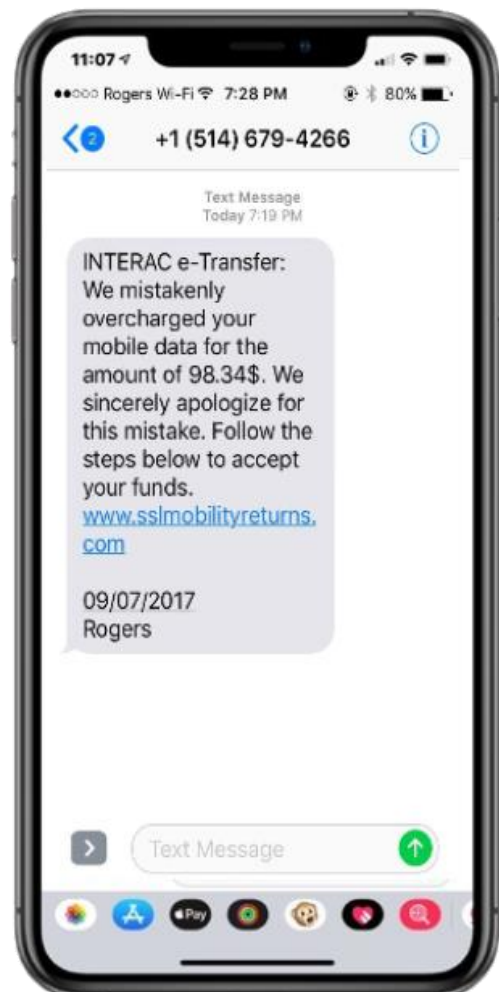 11:07
Rogers Wi-Fi 7:28 PM 80%
2 +1 (514) 679-4266
Text Message
Today 7:19 PM
INTERAC e-Transfer:
We mistakenly
overcharged your
mobile data for the
amount of 98.34$. We
sincerely apologize for
this mistake. Follow the
steps below to accept
your funds.
www.sslmobilityreturns.
com
09/07/2017
Rogers
Text Message
Pay